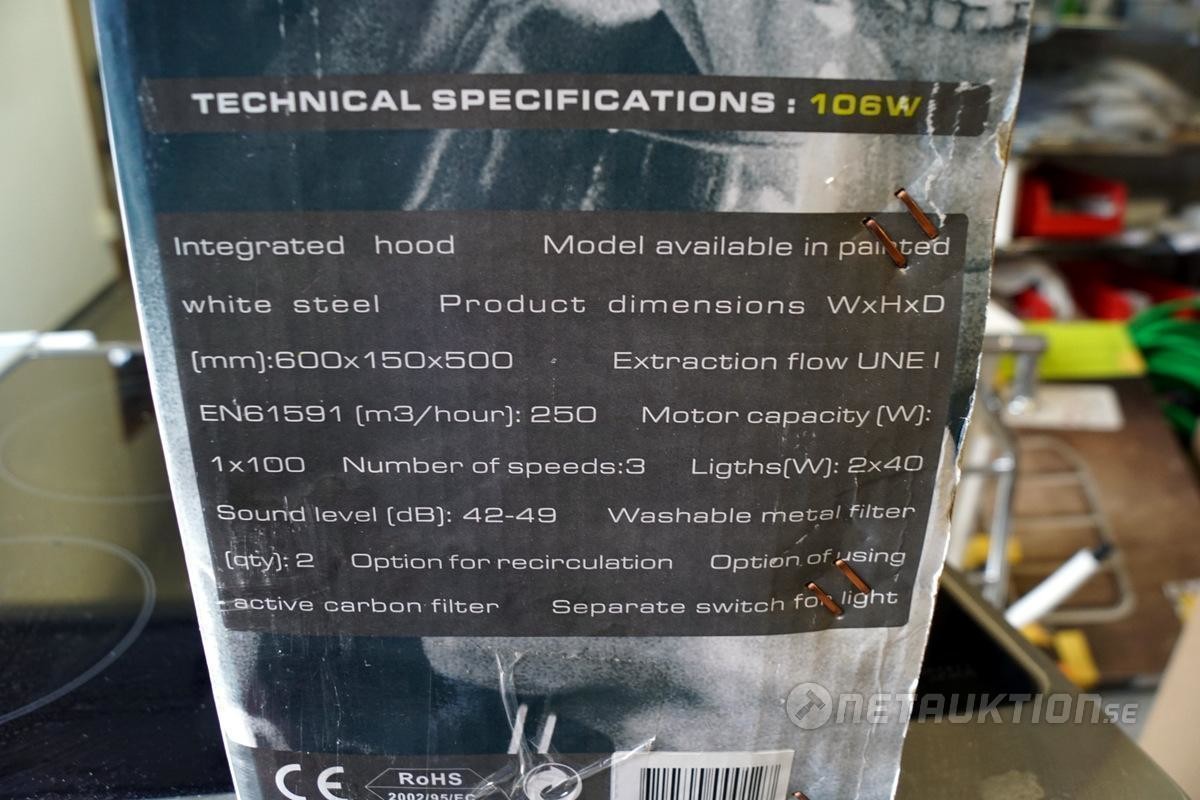 TECHNICAL SPECIFICATIONS : 106W
Integrated hood Model available in painted
white steel Product dimensions WxHxD
(mm):600x150x500 Extraction flow UNE I
EN61591 (m3/hour): 250 Motor capacity (W):
1x100 Number of speeds:3 Ligths(W): 2x40
Sound level (dB): 42-49 Washable metal filter
(qty): 2 Option for recirculation Option of using
active carbon filter Separate switch for light
NETAUKTION.SE
CE RoHS
2002/95/EC